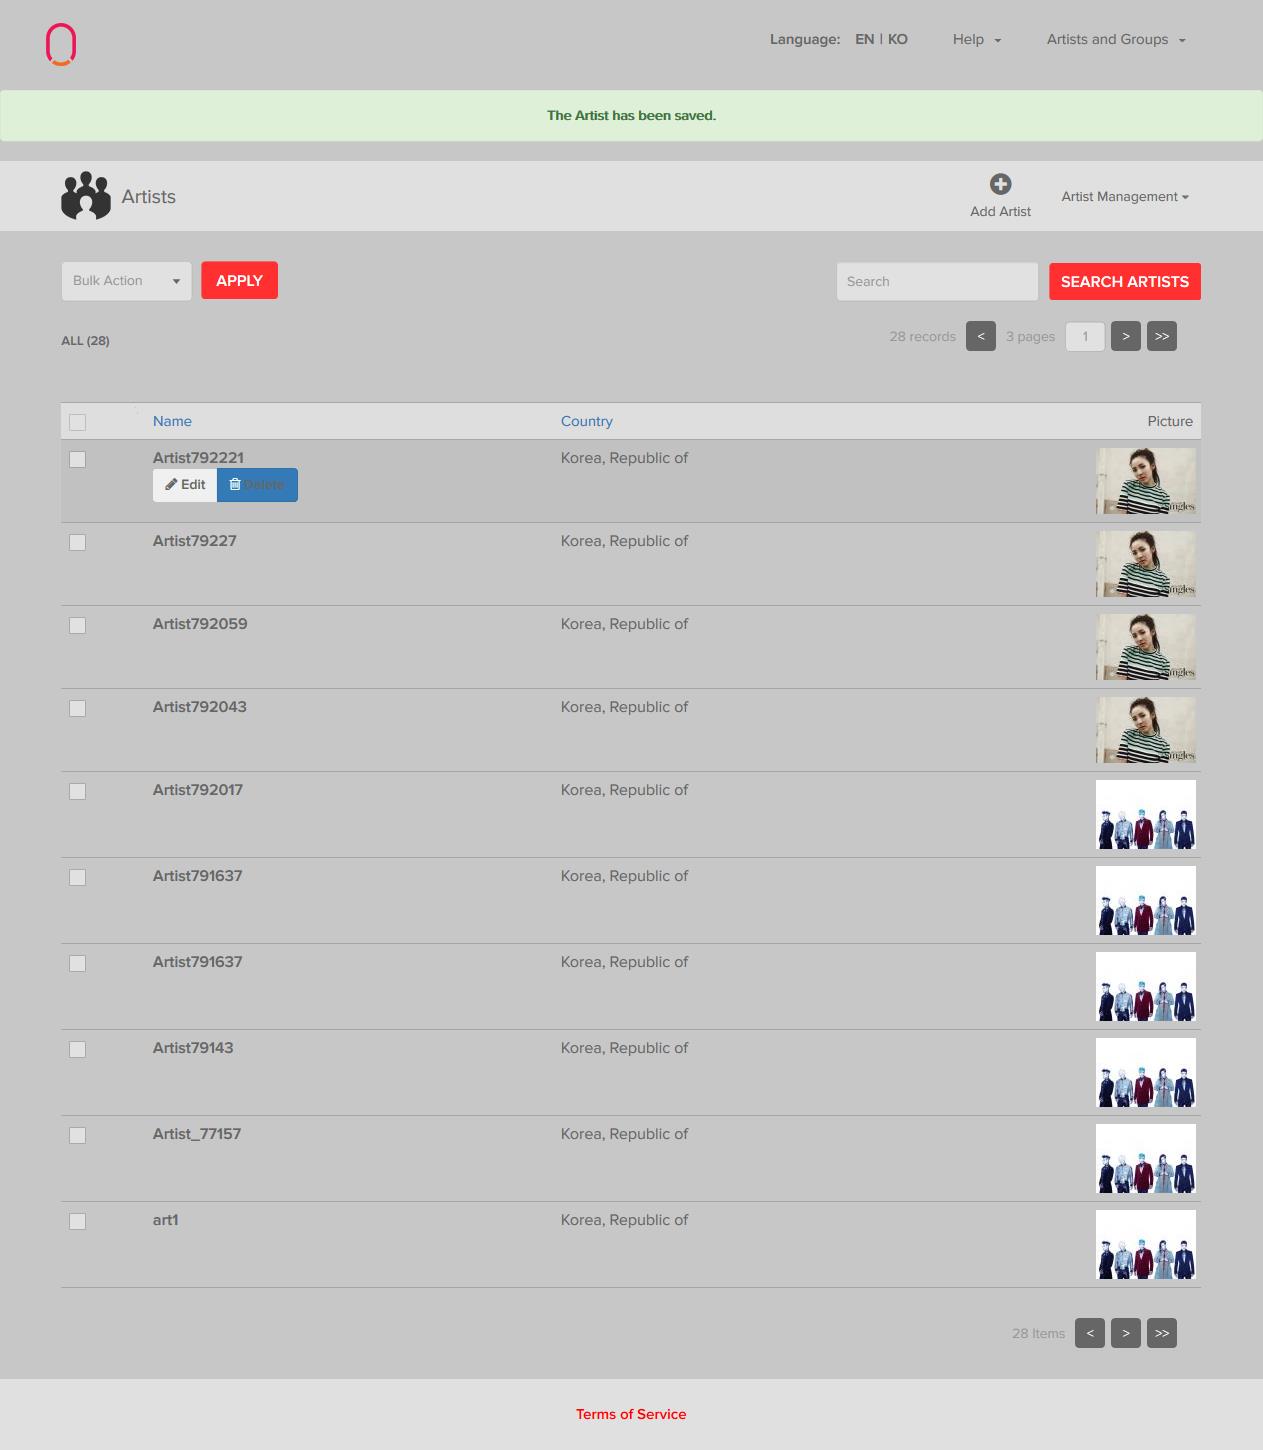 Language: EN | KO Help Artists and Groups
The Artist has been saved.
Artists
Add Artist
Artist Management
Bulk Action APPLY Search SEARCH ARTISTS
ALL (28) 28 records < 3 pages 1 > >>
Name Country Picture
Artist792221 Korea, Republic of
Edit Delete
Artist79227 Korea, Republic of
Artist792059 Korea, Republic of
Artist792043 Korea, Republic of
Artist792017 Korea, Republic of
Artist791637 Korea, Republic of
Artist791637 Korea, Republic of
Artist79143 Korea, Republic of
Artist_77157 Korea, Republic of
art1 Korea, Republic of
28 Items < > >>
Terms of Service